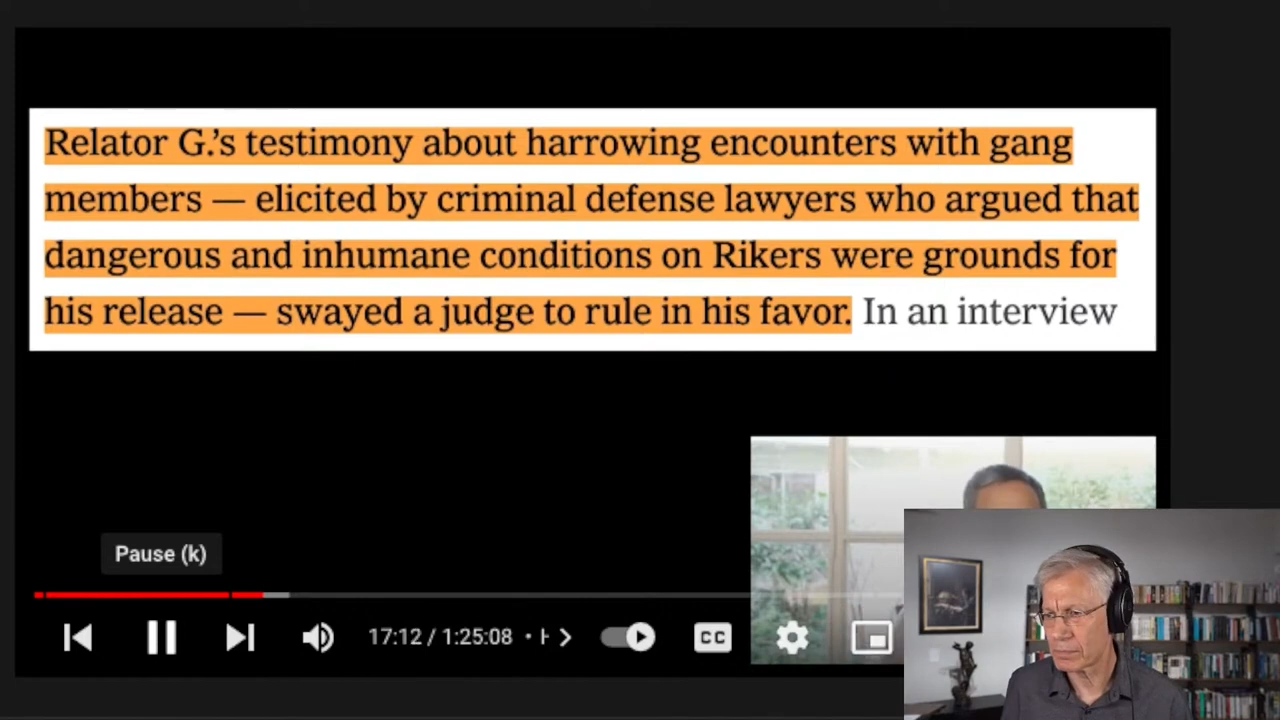 Relator G.’s testimony about harrowing encounters with gang
members — elicited by criminal defense lawyers who argued that
dangerous and inhumane conditions on Rikers were grounds for
his release — swayed a judge to rule in his favor. In an interview
Pause (k)
17:12 / 1:25:08 •
CC